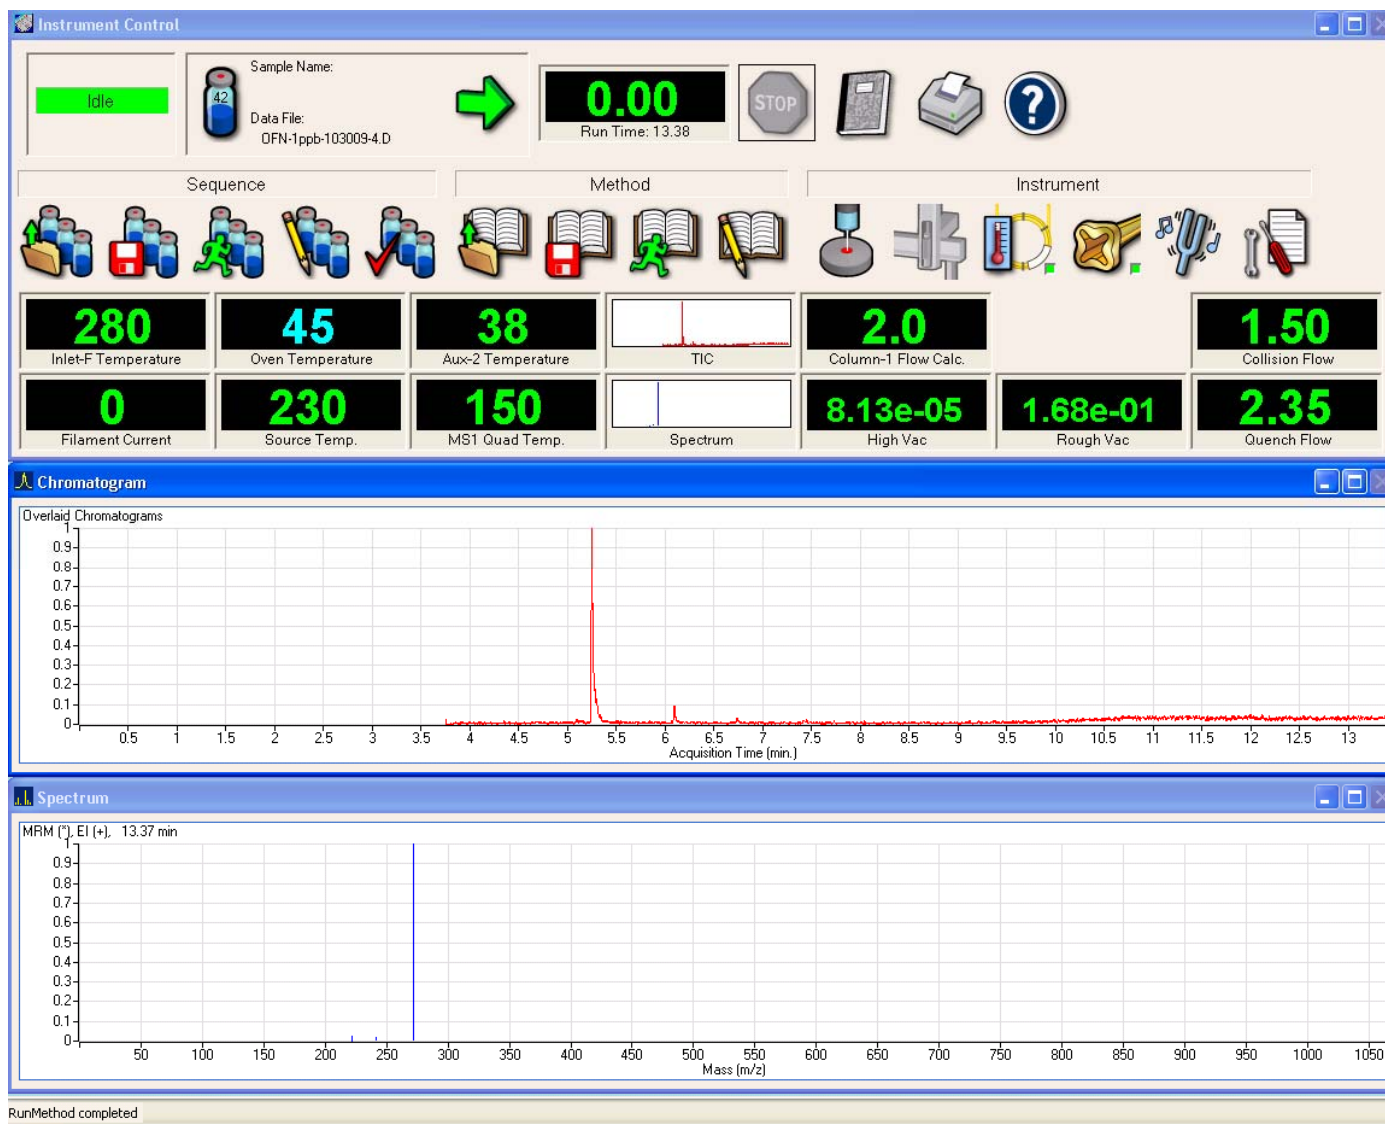 Instrument Control
Idle
42
Sample Name:
Data File:
OFN-1ppb-103009-4.D
0.00
Run Time: 13.38
STOP
?
Sequence
Method
Instrument
280
Inlet-F Temperature
45
Oven Temperature
38
Aux-2 Temperature
TIC
2.0
Column-1 Flow Calc.
1.50
Collision Flow
0
Filament Current
230
Source Temp.
150
MS1 Quad Temp.
Spectrum
8.13e-05
High Vac
1.68e-01
Rough Vac
2.35
Quench Flow
Chromatogram
Overlaid Chromatograms
1
0.9
0.8
0.7
0.6
0.5
0.4
0.3
0.2
0.1
0
0.5 1 1.5 2 2.5 3 3.5 4 4.5 5 5.5 6 6.5 7 7.5 8 8.5 9 9.5 10 10.5 11 11.5 12 12.5 13
Acquisition Time (min.)
Spectrum
MRM (*), EI (+), 13.37 min
1
0.9
0.8
0.7
0.6
0.5
0.4
0.3
0.2
0.1
0
50 100 150 200 250 300 350 400 450 500 550 600 650 700 750 800 850 900 950 1000 1050
Mass (m/z)
RunMethod completed